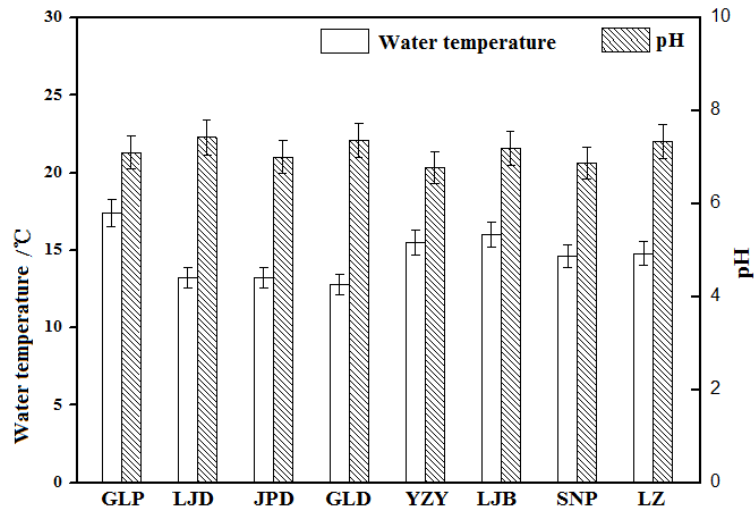 Water temperature
pH
30
25
20
15
10
5
0
Water temperature /℃
10
8
6
4
2
0
pH
GLP LJD JPD GLD YZY LJB SNP LZ